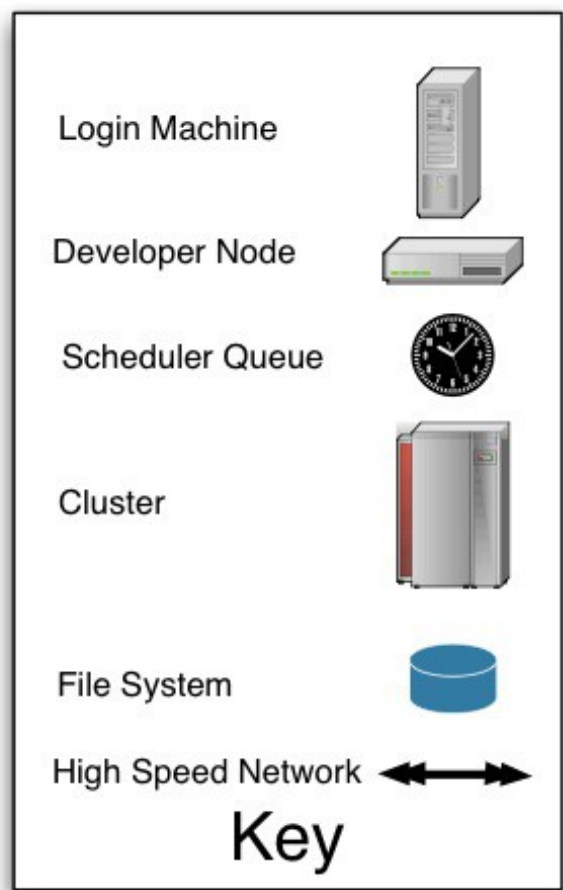 Login Machine
Developer Node
Scheduler Queue
Cluster
File System
High Speed Network
Key